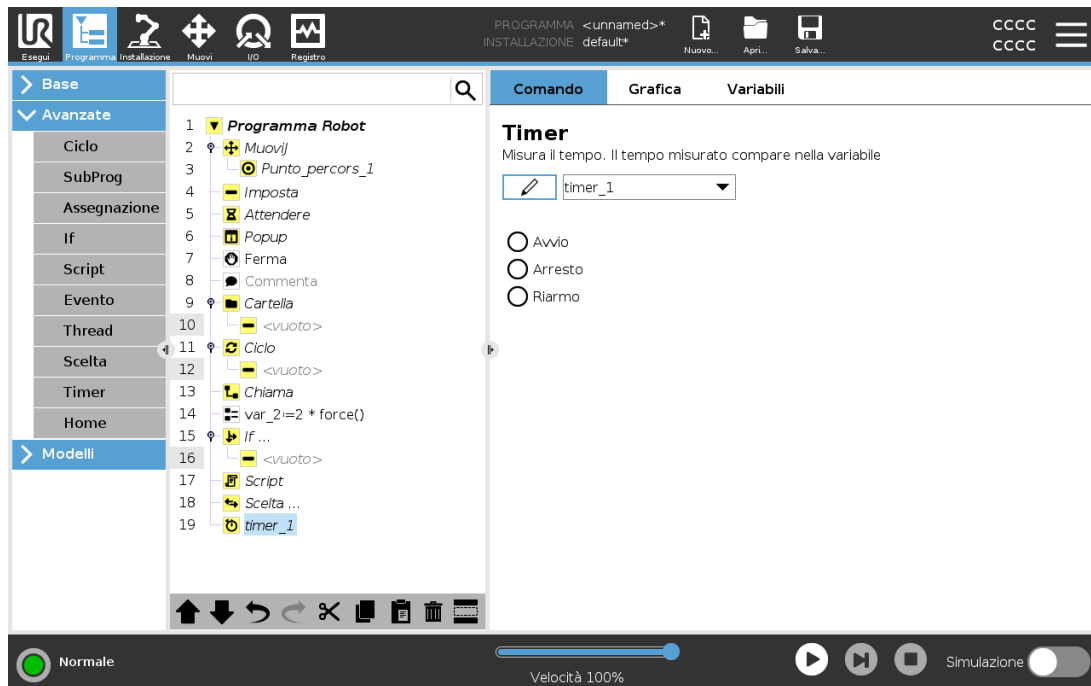 PROGRAMMA <unnamed>*
INSTALLAZIONE default*
Esegui
Programma
Installazione
Muovi
I/O
Registro
Nuovo...
Apri...
Salva...
CCCC
CCCC
Base
Avanzate
Ciclo
SubProg
Assegnazione
If
Script
Evento
Thread
Scelta
Timer
Home
Modelli
1 Programma Robot
2 MuoviJ
3 Punto_percors_1
4 Imposta
5 Attendere
6 Popup
7 Ferma
8 Commenta
9 Cartella
10 <vuoto>
11 Ciclo
12 <vuoto>
13 Chiama
14 var_2:=2 * force()
15 If ...
16 <vuoto>
17 Script
18 Scelta ...
19 timer_1
Comando Grafica Variabili
Timer
Misura il tempo. Il tempo misurato compare nella variabile
timer_1
Avvio
Arresto
Riarmo
Normale
Velocità 100%
Simulazione